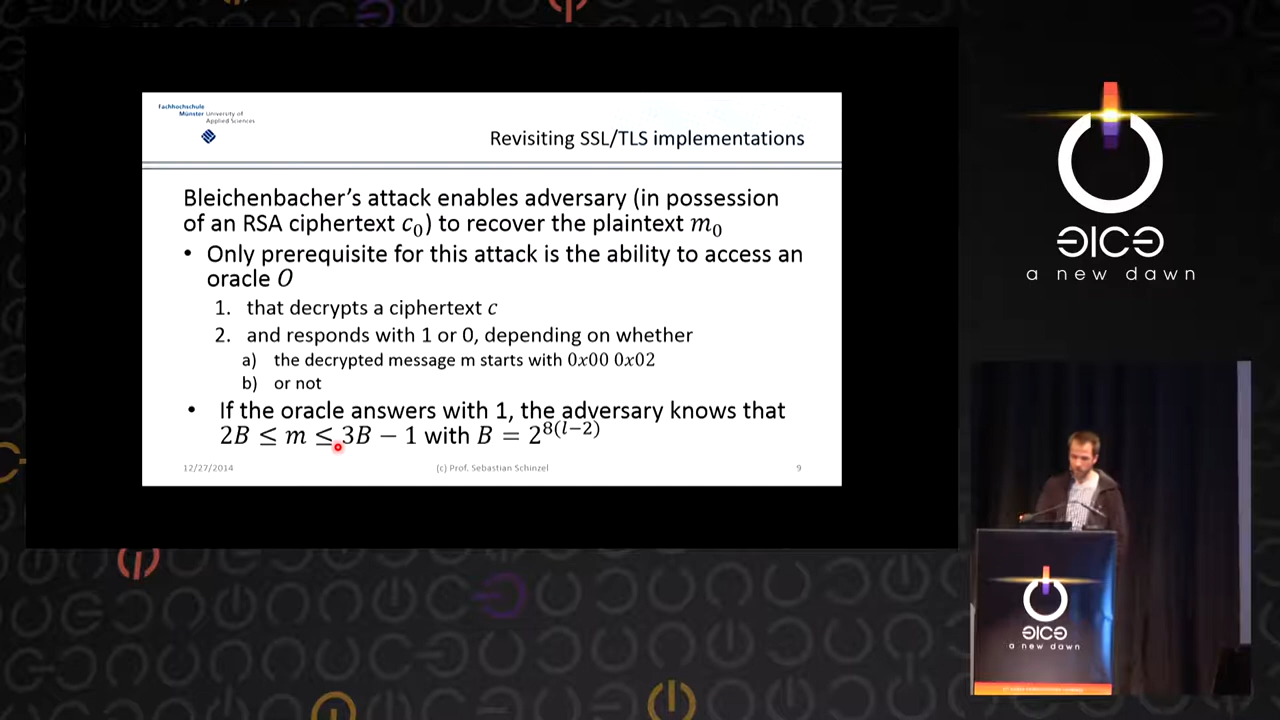 Fachhochschule
Münster University of
Applied Sciences
Revisiting SSL/TLS implementations
Bleichenbacher's attack enables adversary (in possession
of an RSA ciphertext c₀) to recover the plaintext m₀
• Only prerequisite for this attack is the ability to access an
oracle O
1. that decrypts a ciphertext c
2. and responds with 1 or 0, depending on whether
a) the decrypted message m starts with 0x00 0x02
b) or not
• If the oracle answers with 1, the adversary knows that
2B ≤ m ≤ 3B − 1 with B = 2^{8(l−2)}
12/27/2014
(c) Prof. Sebastian Schinzel
9
ƎICƏ
a new dawn
ƎICƏ
a new dawn